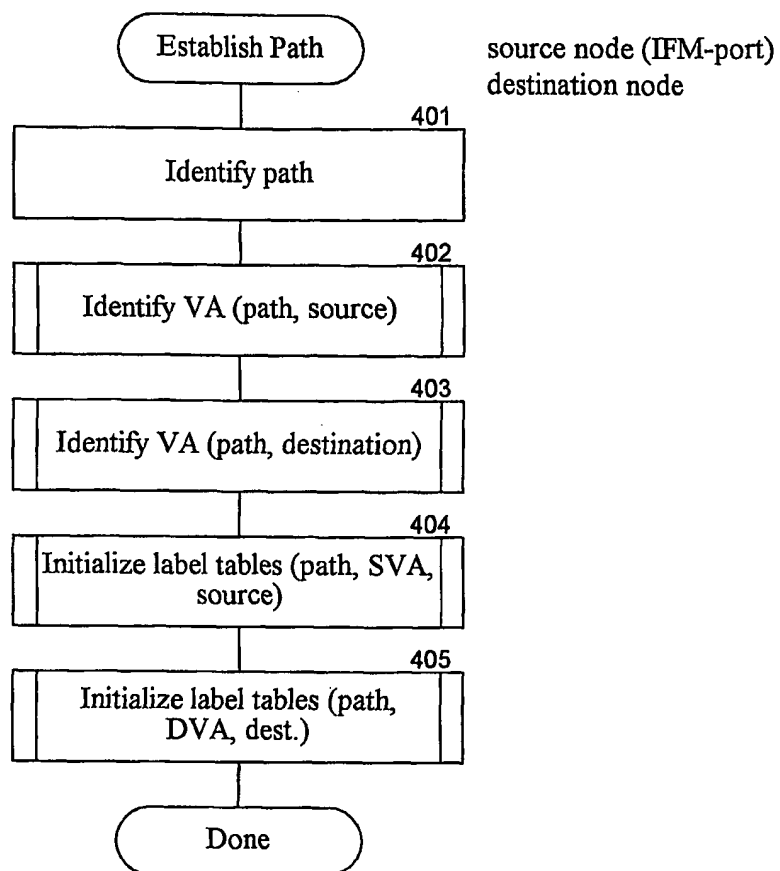 Establish Path
source node (IFM-port)
destination node
401
Identify path
402
Identify VA (path, source)
403
Identify VA (path, destination)
404
Initialize label tables (path, SVA,
source)
405
Initialize label tables (path,
DVA, dest.)
Done